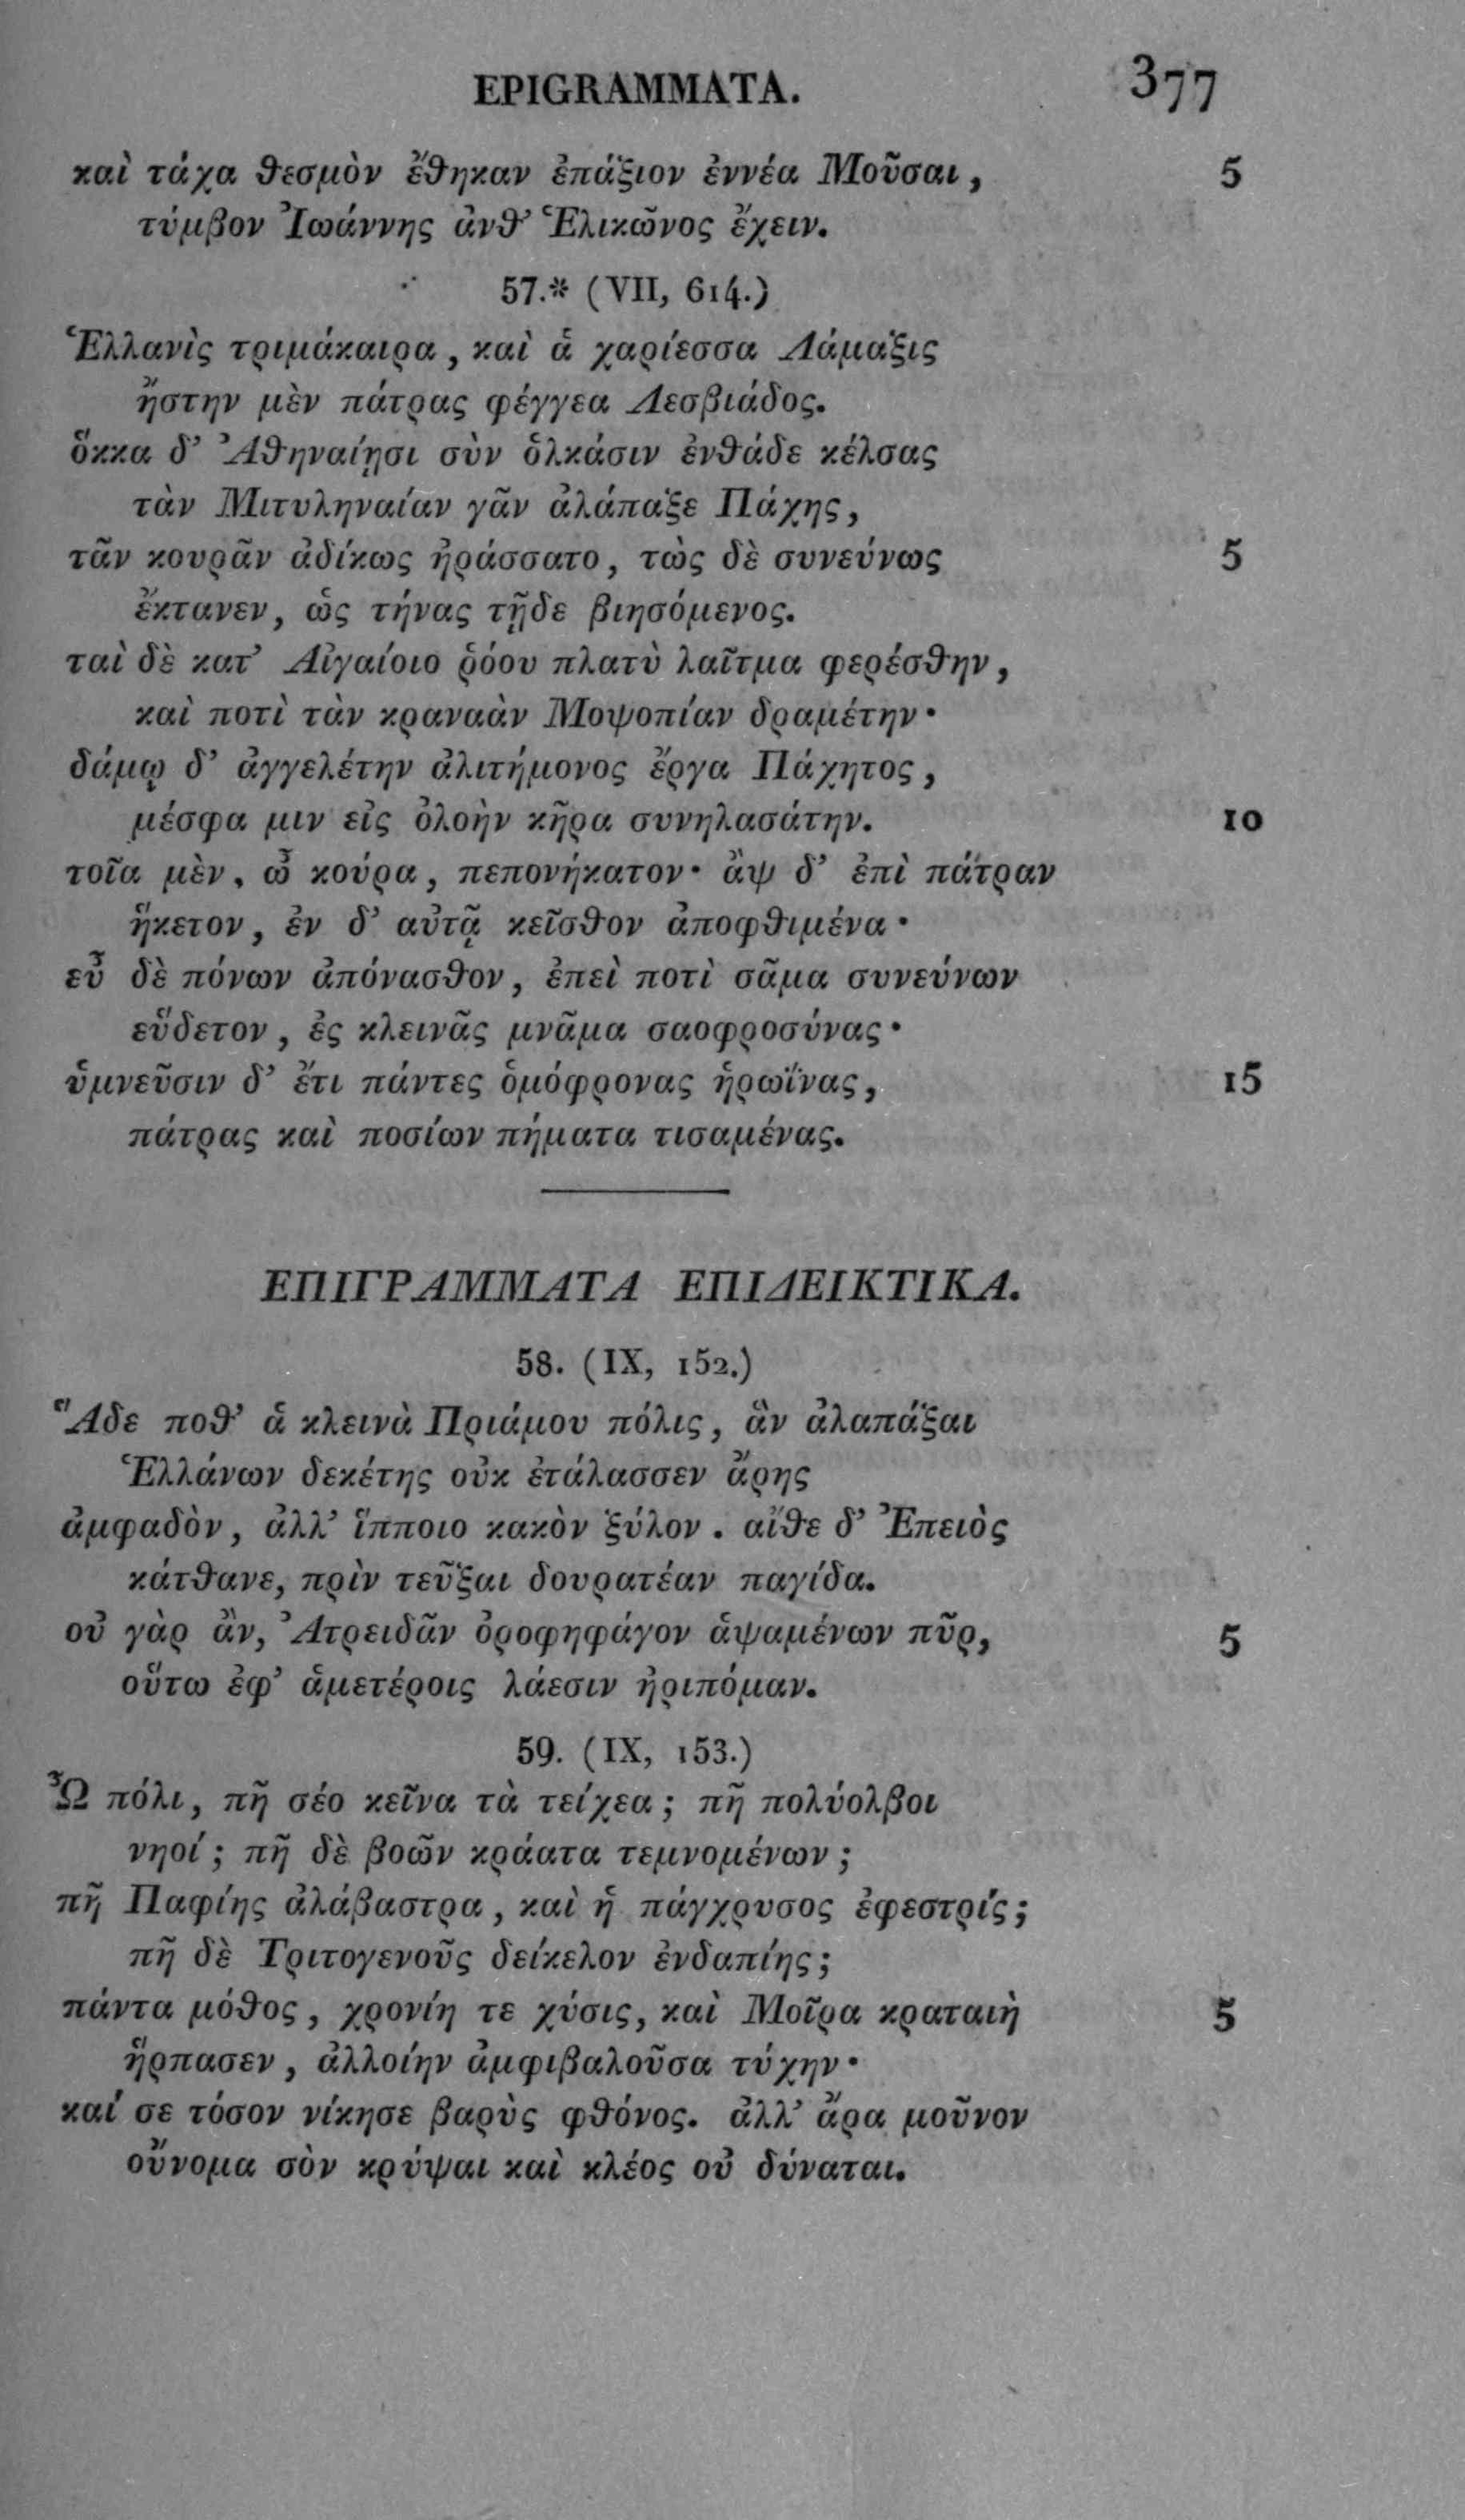 EPIGRAMMATA. 377
καὶ τάχα θεσμὸν ἔθηκαν ἐπάξιον ἐννέα Μοῦσαι, 5
τύμβον Ἰωάννης ἀνθ’ Ἑλικῶνος ἔχειν.
57.* (VII, 614.)
Ἑλλανὶς τριμάκαιρα, καὶ ἁ χαρίεσσα Λάμαξις
ἤστην μὲν πάτρας φέγγεα Λεσβιάδος.
ὅκκα δ’ Ἀθηναίῃσι σὺν ὁλκάσιν ἐνθάδε κέλσας
τὰν Μιτυληναίαν γᾶν ἀλάπαξε Πάχης,
τᾶν κουρᾶν ἀδίκως ἠράσσατο, τὼς δὲ συνεύνως 5
ἔκτανεν, ὡς τήνας τῇδε βιησόμενος.
ταὶ δὲ κατ’ Αἰγαίοιο ῥόου πλατὺ λαῖτμα φερέσθην,
καὶ ποτὶ τὰν κραναὰν Μοψοπίαν δραμέτην·
δάμῳ δ’ ἀγγελέτην ἀλιτήμονος ἔργα Πάχητος,
μέσφα μιν εἰς ὀλοὴν κῆρα συνηλασάτην. 10
τοῖα μὲν, ὦ κούρα, πεπονήκατον· ἂψ δ’ ἐπὶ πάτραν
ἥκετον, ἐν δ’ αὐτᾷ κεῖσθον ἀποφθιμένα·
εὖ δὲ πόνων ἀπόνασθον, ἐπεὶ ποτὶ σᾶμα συνεύνων
εὕδετον, ἐς κλεινᾶς μνᾶμα σαοφροσύνας·
ὑμνεῦσιν δ’ ἔτι πάντες ὁμόφρονας ἡρωΐνας, 15
πάτρας καὶ ποσίων πήματα τισαμένας.
ΕΠΙΓΡΑΜΜΑΤΑ ΕΠΙΔΕΙΚΤΙΚΑ.
58. (IX, 152.)
Ἅδε ποθ’ ἁ κλεινὰ Πριάμου πόλις, ἃν ἀλαπάξαι
Ἑλλάνων δεκέτης οὐκ ἐτάλασσεν ἄρης
ἀμφαδὸν, ἀλλ’ ἵπποιο κακὸν ξύλον. αἴθε δ’ Ἐπειὸς
κάτθανε, πρὶν τεῦξαι δουρατέαν παγίδα.
οὐ γὰρ ἂν, Ἀτρειδᾶν ὀροφηφάγον ἁψαμένων πῦρ, 5
οὕτω ἐφ’ ἁμετέροις λάεσιν ἠριπόμαν.
59. (IX, 153.)
Ὦ πόλι, πῆ σέο κεῖνα τὰ τείχεα; πῆ πολύολβοι
νηοί; πῆ δὲ βοῶν κράατα τεμνομένων;
πῆ Παφίης ἀλάβαστρα, καὶ ἡ πάγχρυσος ἐφεστρίς;
πῆ δὲ Τριτογενοῦς δείκελον ἐνδαπίης;
πάντα μόθος, χρονίη τε χύσις, καὶ Μοῖρα κραταιὴ 5
ἥρπασεν, ἀλλοίην ἀμφιβαλοῦσα τύχην·
καί σε τόσον νίκησε βαρὺς φθόνος. ἀλλ’ ἄρα μοῦνον
οὔνομα σὸν κρύψαι καὶ κλέος οὐ δύναται.